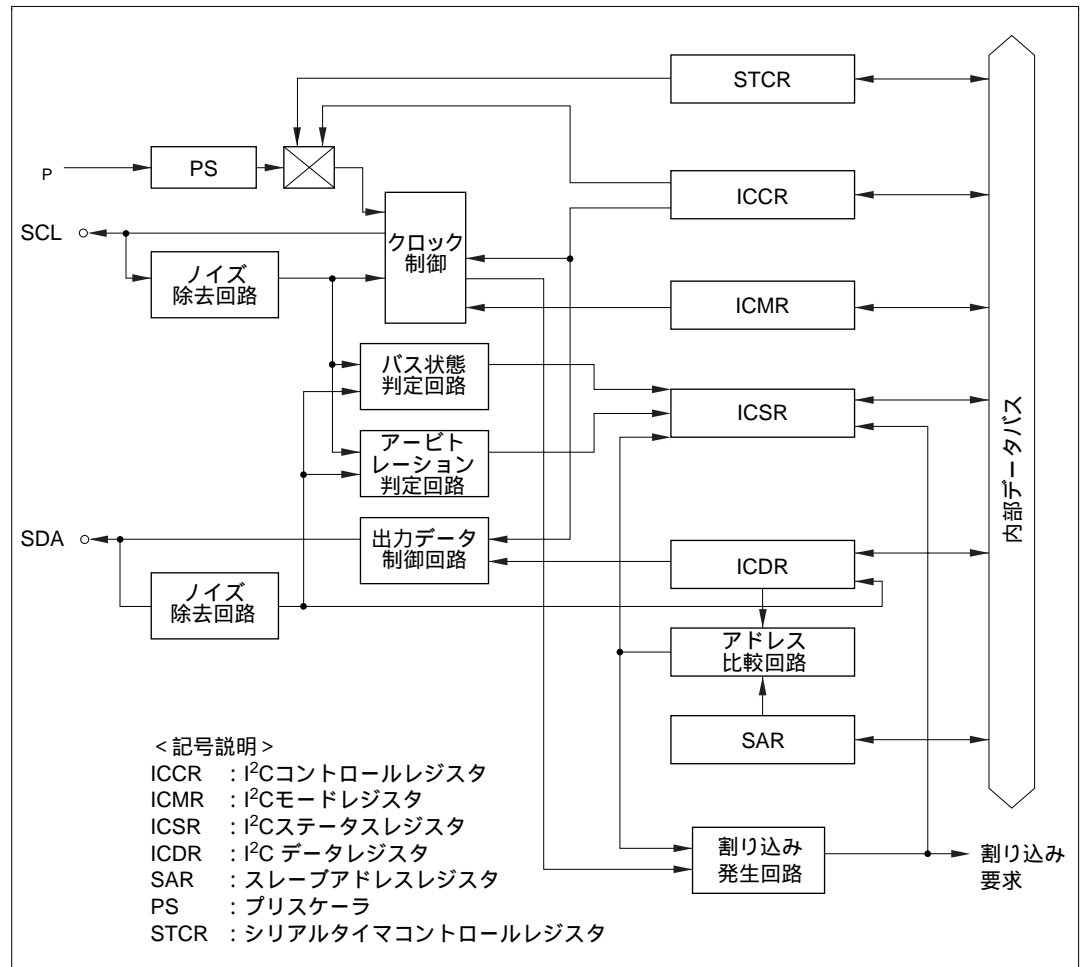 STCR
P
PS
ICCR
SCL
クロック
制御
ノイズ
除去回路
ICMR
バス状態
判定回路
ICSR
アービト
レーション
判定回路
内部データバス
SDA
出力データ
制御回路
ICDR
ノイズ
除去回路
アドレス
比較回路
SAR
<記号説明>
ICCR :I²Cコントロールレジスタ
ICMR :I²Cモードレジスタ
ICSR :I²Cステータスレジスタ
ICDR :I²C データレジスタ
SAR :スレーブアドレスレジスタ
PS :プリスケーラ
STCR :シリアルタイマコントロールレジスタ
割り込み
発生回路
割り込み
要求